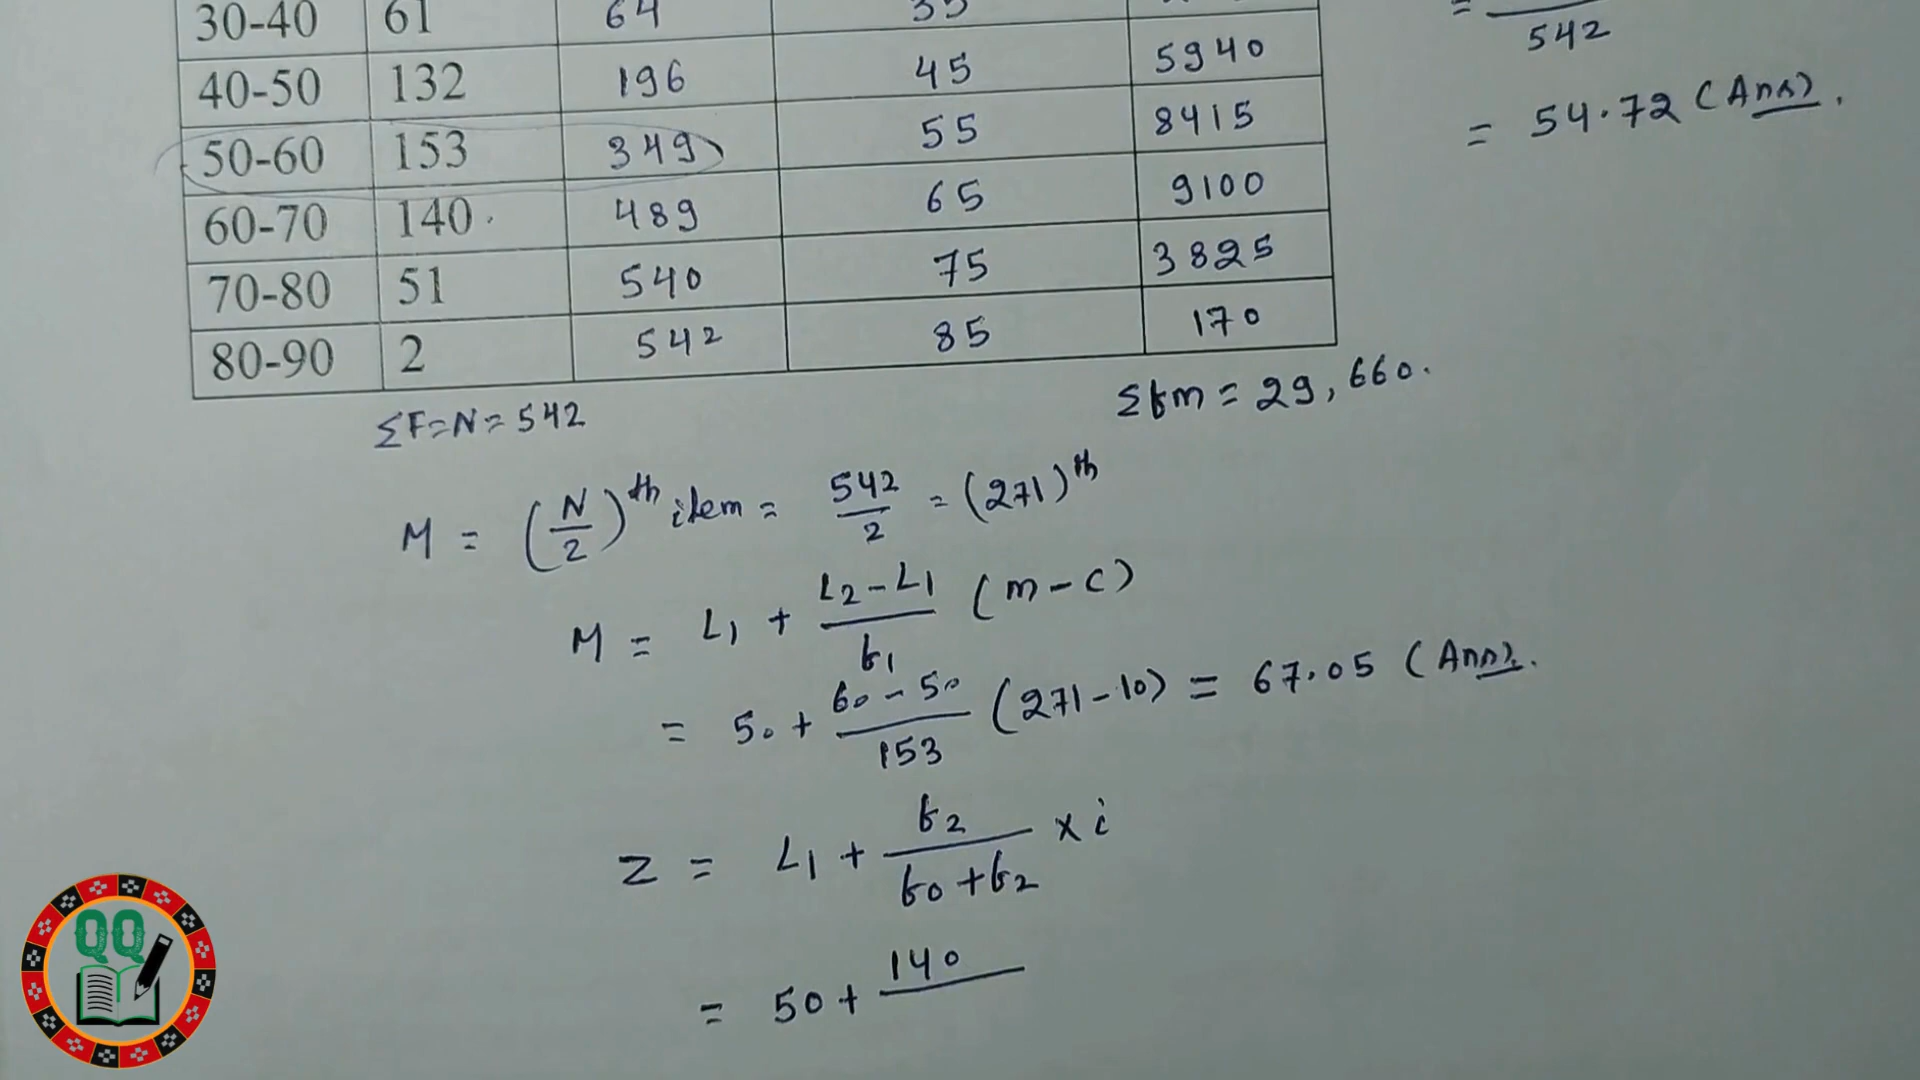 30-40 61 64 35
40-50 132 196 45 5940
50-60 153 349 55 8415
60-70 140 489 65 9100
70-80 51 540 75 3825
80-90 2 542 85 170
=
542
= 54.72 (Ans).
ΣF=N=542
Σfm = 29,660.
M = (N/2)th item = 542/2 = (271)th
M = L1 + L2-L1/f1 (m-c)
= 50 + 60-50/153 (271-10) = 67.05 (Ans).
Z = L1 + f2/f0+f2 × i
= 50 + 140
QQ